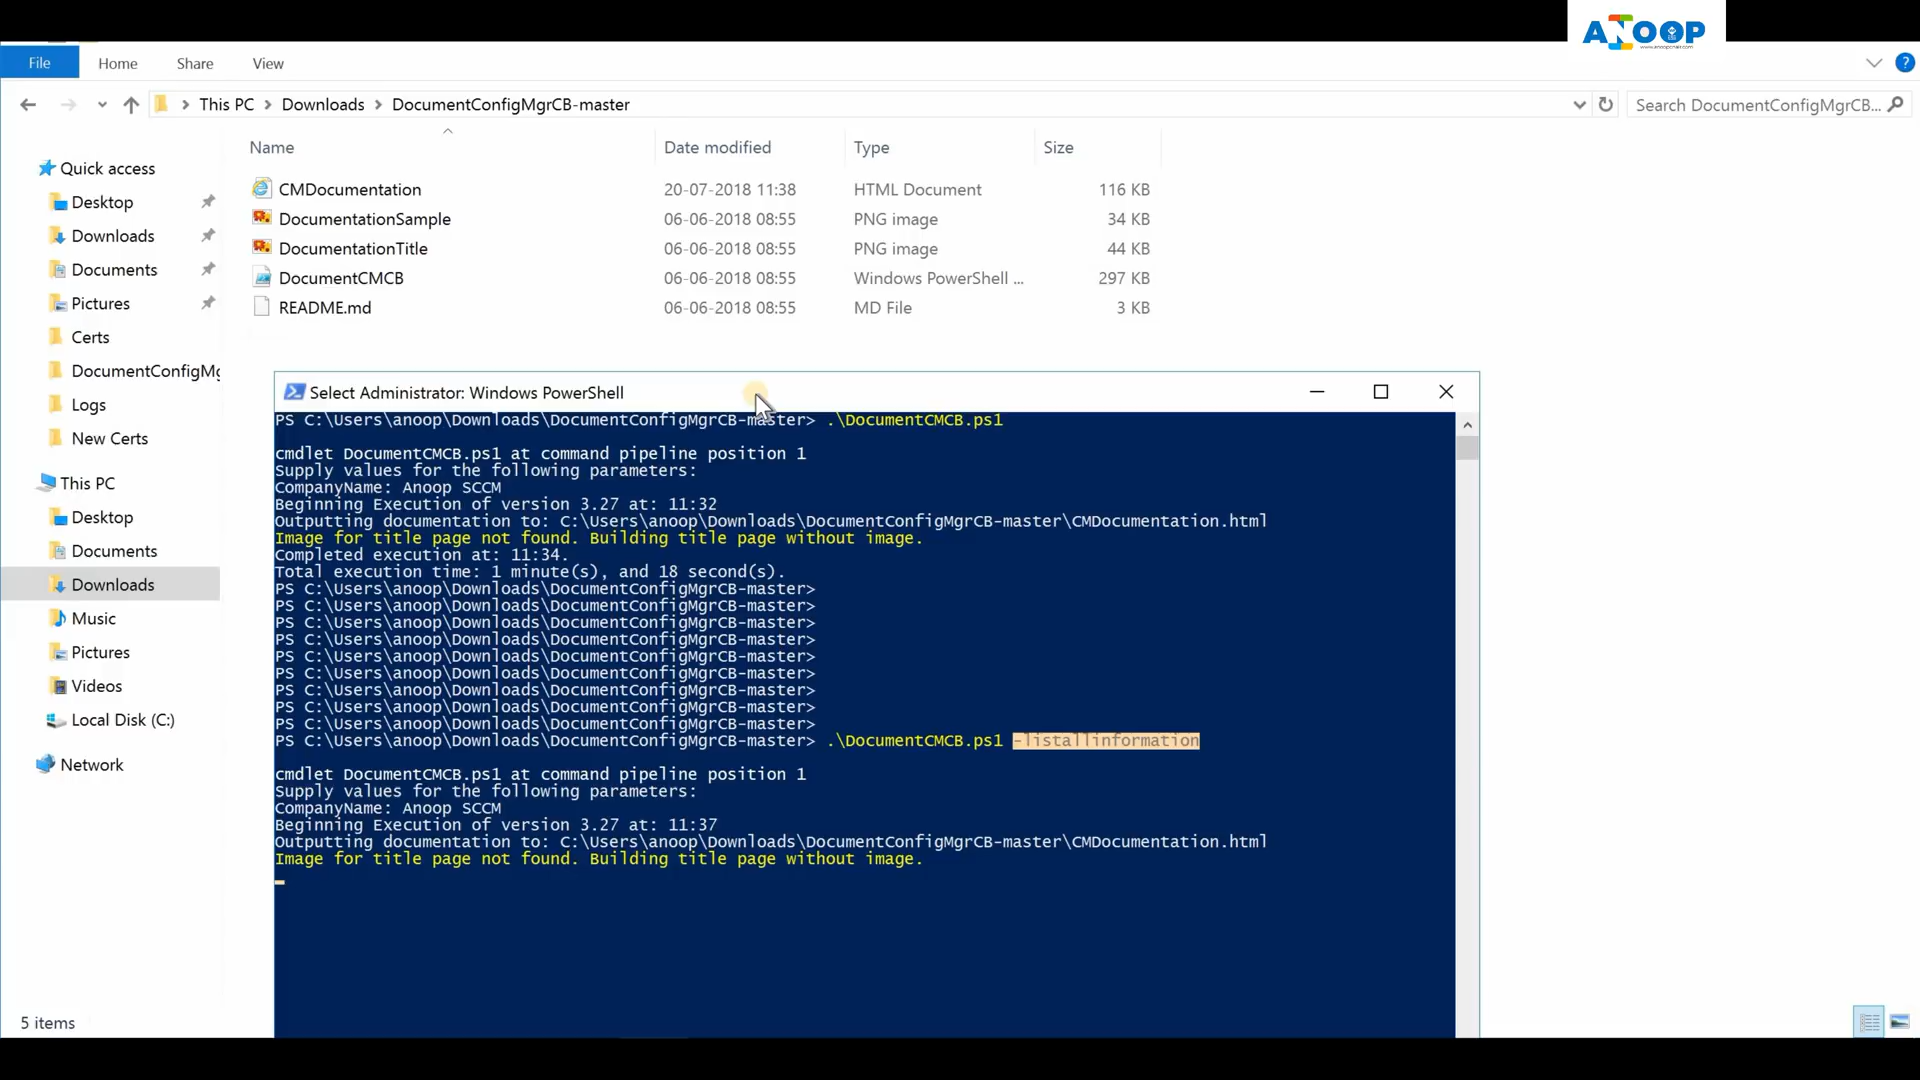 ANOOP
File
Home
Share
View
This PC
Downloads
DocumentConfigMgrCB-master
Search DocumentConfigMgrCB...
Name
Date modified
Type
Size
Quick access
Desktop
Downloads
Documents
Pictures
Certs
DocumentConfigMg
Logs
New Certs
This PC
Desktop
Documents
Downloads
Music
Pictures
Videos
Local Disk (C:)
Network
CMDocumentation 20-07-2018 11:38 HTML Document 116 KB
DocumentationSample 06-06-2018 08:55 PNG image 34 KB
DocumentationTitle 06-06-2018 08:55 PNG image 44 KB
DocumentCMCB 06-06-2018 08:55 Windows PowerShell ... 297 KB
README.md 06-06-2018 08:55 MD File 3 KB
Select Administrator: Windows PowerShell
PS C:\Users\anoop\Downloads\DocumentConfigMgrCB-master> .\DocumentCMCB.ps1
cmdlet DocumentCMCB.ps1 at command pipeline position 1
Supply values for the following parameters:
CompanyName: Anoop SCCM
Beginning Execution of version 3.27 at: 11:32
Outputting documentation to: C:\Users\anoop\Downloads\DocumentConfigMgrCB-master\CMDocumentation.html
Image for title page not found. Building title page without image.
Completed execution at: 11:34.
Total execution time: 1 minute(s), and 18 second(s).
PS C:\Users\anoop\Downloads\DocumentConfigMgrCB-master>
PS C:\Users\anoop\Downloads\DocumentConfigMgrCB-master>
PS C:\Users\anoop\Downloads\DocumentConfigMgrCB-master>
PS C:\Users\anoop\Downloads\DocumentConfigMgrCB-master>
PS C:\Users\anoop\Downloads\DocumentConfigMgrCB-master>
PS C:\Users\anoop\Downloads\DocumentConfigMgrCB-master>
PS C:\Users\anoop\Downloads\DocumentConfigMgrCB-master>
PS C:\Users\anoop\Downloads\DocumentConfigMgrCB-master>
PS C:\Users\anoop\Downloads\DocumentConfigMgrCB-master>
PS C:\Users\anoop\Downloads\DocumentConfigMgrCB-master> .\DocumentCMCB.ps1 -listallinformation
cmdlet DocumentCMCB.ps1 at command pipeline position 1
Supply values for the following parameters:
CompanyName: Anoop SCCM
Beginning Execution of version 3.27 at: 11:37
Outputting documentation to: C:\Users\anoop\Downloads\DocumentConfigMgrCB-master\CMDocumentation.html
Image for title page not found. Building title page without image.
5 items